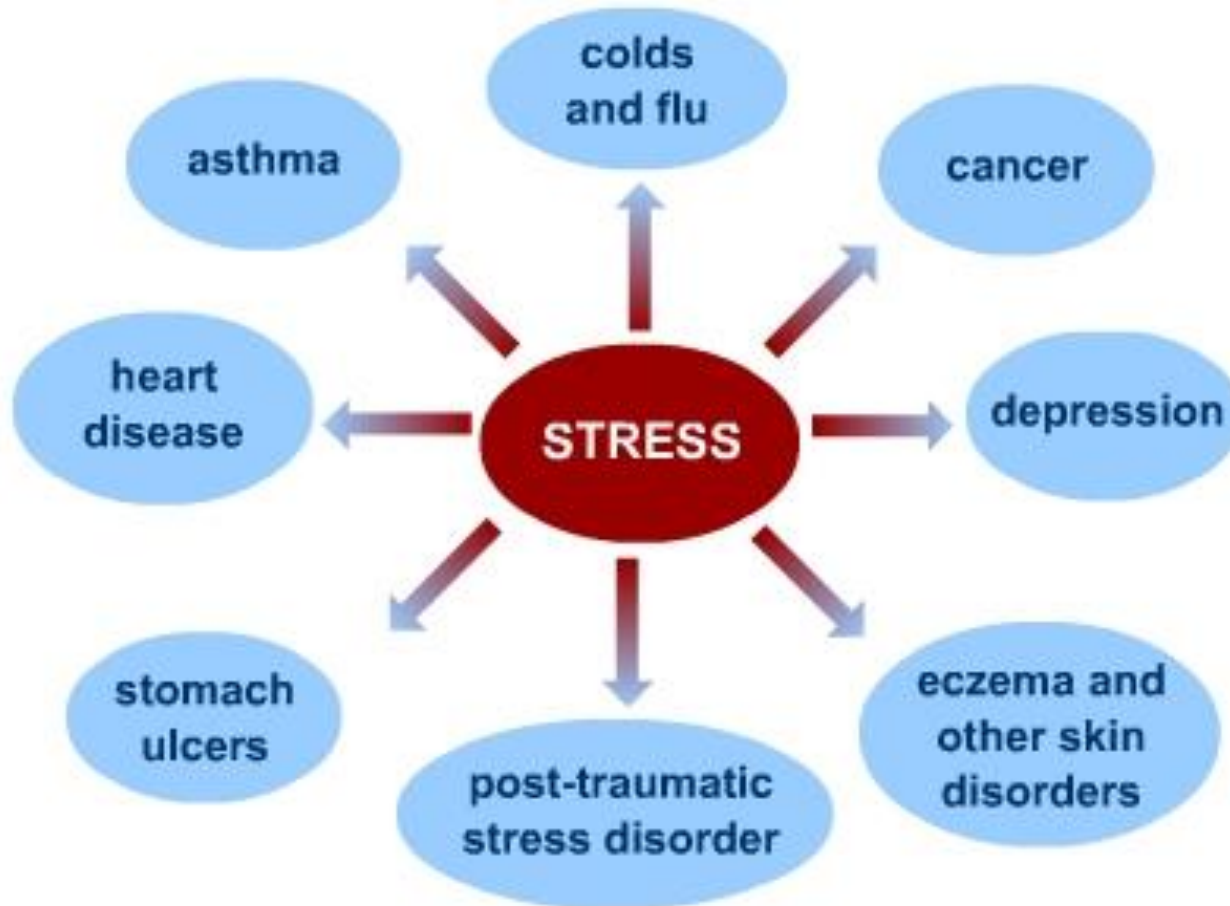 colds
and flu
asthma
cancer
heart
disease
STRESS
depression
stomach
ulcers
post-traumatic
stress disorder
eczema and
other skin
disorders